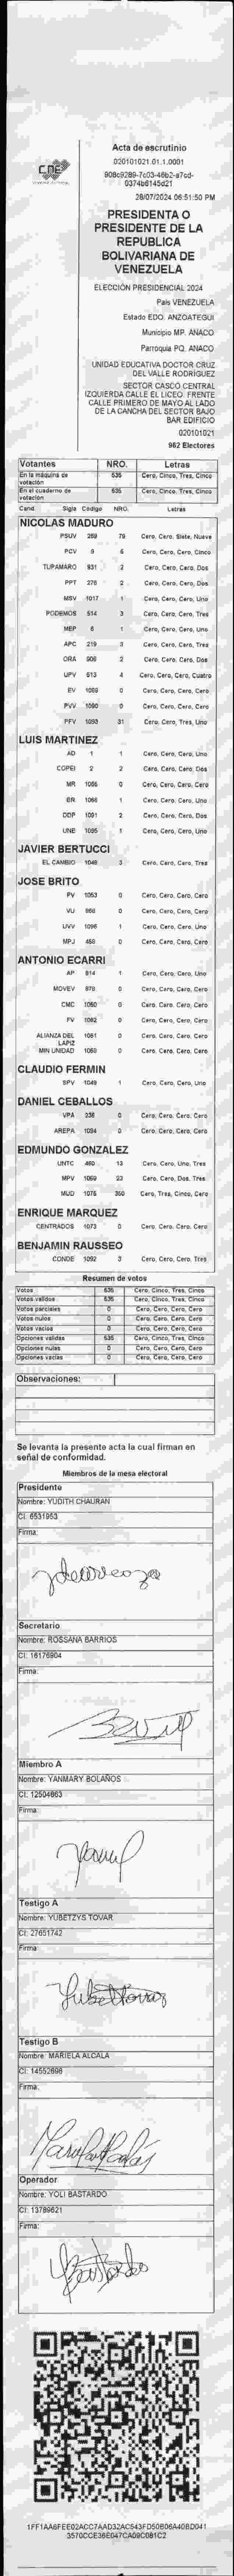 Acta de escrutinio
CNE
020101021.01.1.0001
28/07/2024 06:51:50 PM
PRESIDENTA O
PRESIDENTE DE LA
REPUBLICA
BOLIVARIANA DE
VENEZUELA
ELECCIÓN PRESIDENCIAL 2024
País VENEZUELA
Estado EDO. ANZOATEGUI
Municipio MP. ANACO
Parroquia PQ. ANACO
UNIDAD EDUCATIVA DOCTOR CRUZ
DEL VALLE RODRÍGUEZ
SECTOR CASCO CENTRAL
IZQUIERDA CALLE EL LICEO. FRENTE
CALLE PRIMERO DE MAYO AL LADO
DE LA CANCHA DEL SECTOR BAJO
BAR EDIFICIO
020101021
962 Electores
Votantes NRO. Letras
En la máquina de votación 535 Cero, Cinco, Tres, Cinco
En el cuaderno de votación 535 Cero, Cinco, Tres, Cinco
Cand. Sigla Código NRO. Letras
NICOLAS MADURO
PSUV 269 79 Cero, Cero, Siete, Nueve
PCV 9 5 Cero, Cero, Cero, Cinco
TUPAMARO 931 2 Cero, Cero, Cero, Dos
PPT 278 2 Cero, Cero, Cero, Dos
MSV 1017 1 Cero, Cero, Cero, Uno
PODEMOS 514 3 Cero, Cero, Cero, Tres
MEP 6 1 Cero, Cero, Cero, Uno
APC 219 3 Cero, Cero, Cero, Tres
ORA 906 2 Cero, Cero, Cero, Dos
UPV 513 4 Cero, Cero, Cero, Cuatro
EV 1089 0 Cero, Cero, Cero, Cero
PVV 1090 0 Cero, Cero, Cero, Cero
PFV 1093 31 Cero, Cero, Tres, Uno
LUIS MARTINEZ
AD 1 1 Cero, Cero, Cero, Uno
COPEI 2 2 Cero, Cero, Cero, Dos
MR 1055 0 Cero, Cero, Cero, Cero
BR 1066 1 Cero, Cero, Cero, Uno
DDP 1091 2 Cero, Cero, Cero, Dos
UNE 1095 1 Cero, Cero, Cero, Uno
JAVIER BERTUCCI
EL CAMBIO 1048 3 Cero, Cero, Cero, Tres
JOSE BRITO
PV 1053 0 Cero, Cero, Cero, Cero
VU 968 0 Cero, Cero, Cero, Cero
UVV 1096 1 Cero, Cero, Cero, Uno
MPJ 458 0 Cero, Cero, Cero, Cero
ANTONIO ECARRI
AP 914 1 Cero, Cero, Cero, Uno
MOVEV 978 0 Cero, Cero, Cero, Cero
CMC 1050 0 Cero, Cero, Cero, Cero
FV 1062 0 Cero, Cero, Cero, Cero
ALIANZA DEL LAPIZ 1081 0 Cero, Cero, Cero, Cero
MIN UNIDAD 1069 0 Cero, Cero, Cero, Cero
CLAUDIO FERMIN
SPV 1049 1 Cero, Cero, Cero, Uno
DANIEL CEBALLOS
VPA 236 0 Cero, Cero, Cero, Cero
AREPA 1094 0 Cero, Cero, Cero, Cero
EDMUNDO GONZALEZ
UNTC 460 13 Cero, Cero, Uno, Tres
MPV 1069 23 Cero, Cero, Dos, Tres
MUD 1075 350 Cero, Tres, Cinco, Cero
ENRIQUE MARQUEZ
CENTRADOS 1073 0 Cero, Cero, Cero, Cero
BENJAMIN RAUSSEO
CONDE 1092 3 Cero, Cero, Cero, Tres
Resumen de votos
Votos 535 Cero, Cinco, Tres, Cinco
Votos validos 535 Cero, Cinco, Tres, Cinco
Votos parciales 0 Cero, Cero, Cero, Cero
Votos nulos 0 Cero, Cero, Cero, Cero
Votos vacíos 0 Cero, Cero, Cero, Cero
Opciones validas 535 Cero, Cinco, Tres, Cinco
Opciones nulas 0 Cero, Cero, Cero, Cero
Opciones vacías 0 Cero, Cero, Cero, Cero
Observaciones:
Se levanta la presente acta la cual firman en
señal de conformidad.
Miembros de la mesa electoral
Presidente
Nombre: YUDITH CHAURAN
CI: 6531953
Firma:
Secretario
Nombre: ROSSANA BARRIOS
CI: 16176904
Firma:
Miembro A
Nombre: YANMARY BOLAÑOS
CI: 12504863
Firma:
Testigo A
Nombre: YUBETZYS TOVAR
CI: 27651742
Firma:
Testigo B
Nombre: MARIELA ALCALA
CI: 14552698
Firma:
Operador
Nombre: YOLI BASTARDO
CI: 13789621
Firma: